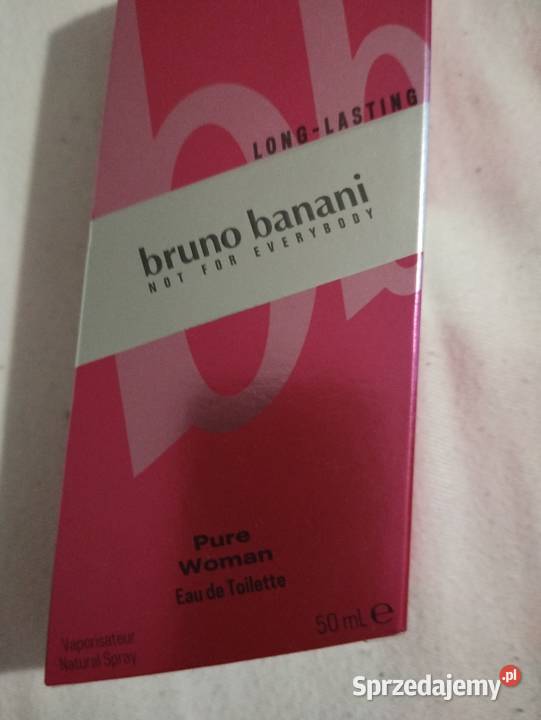 LONG-LASTING
bruno banani
NOT FOR EVERYBODY
Pure
Woman
Eau de Toilette
50 mL e
Vaporisateur
Natural Spray
Sprzedajemy.pl